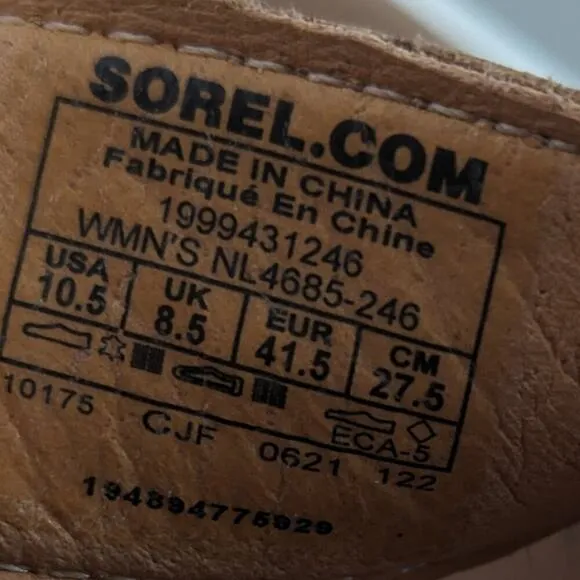 SOREL.COM
MADE IN CHINA
Fabriqué En Chine
1999431246
WMN'S NL4685-246
USA UK EUR CM
10.5 8.5 41.5 27.5
ECA-5
10175 CJF 0621 122
194894775929